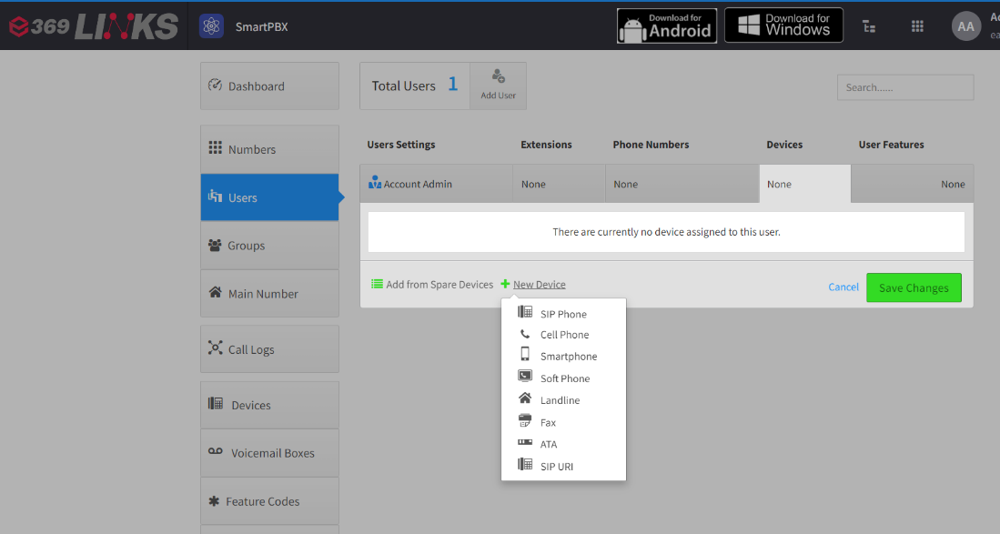 369 LINKS
SmartPBX
Download for
Android
Download for
Windows
AA
Dashboard
Numbers
Users
Groups
Main Number
Call Logs
Devices
Voicemail Boxes
Feature Codes
Total Users 1
Add User
Search......
Users Settings Extensions Phone Numbers Devices User Features
Account Admin None None None None
There are currently no device assigned to this user.
Add from Spare Devices New Device
Cancel Save Changes
SIP Phone
Cell Phone
Smartphone
Soft Phone
Landline
Fax
ATA
SIP URI